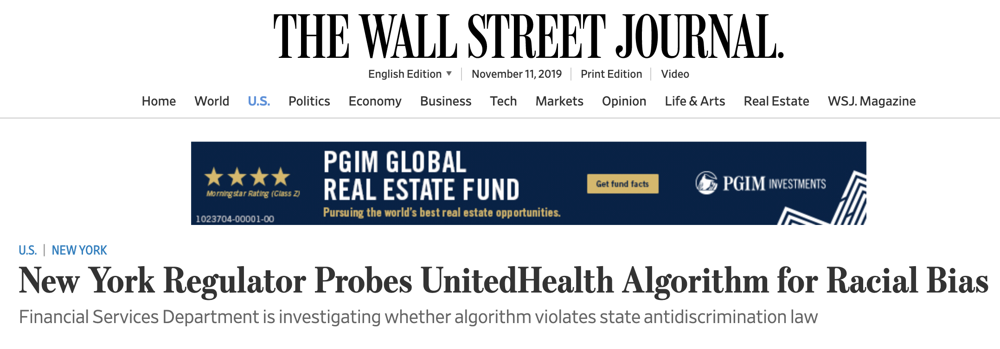 THE WALL STREET JOURNAL.
English Edition ▼ | November 11, 2019 | Print Edition | Video
Home World U.S. Politics Economy Business Tech Markets Opinion Life & Arts Real Estate WSJ. Magazine
★★★★
Morningstar Rating (Class Z)
1023704-00001-00
PGIM GLOBAL
REAL ESTATE FUND
Pursuing the world's best real estate opportunities.
Get fund facts
PGIM INVESTMENTS
U.S. | NEW YORK
New York Regulator Probes UnitedHealth Algorithm for Racial Bias
Financial Services Department is investigating whether algorithm violates state antidiscrimination law